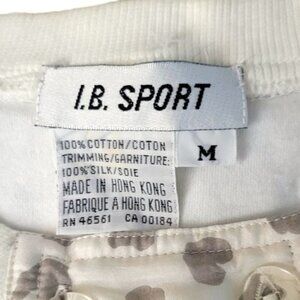 I.B. SPORT
100% COTTON/COTON
TRIMMING/GARNITURE:
100% SILK/SOIE
MADE IN HONG KONG
FABRIQUE A HONG KONG
RN 46561 CA 00184
M